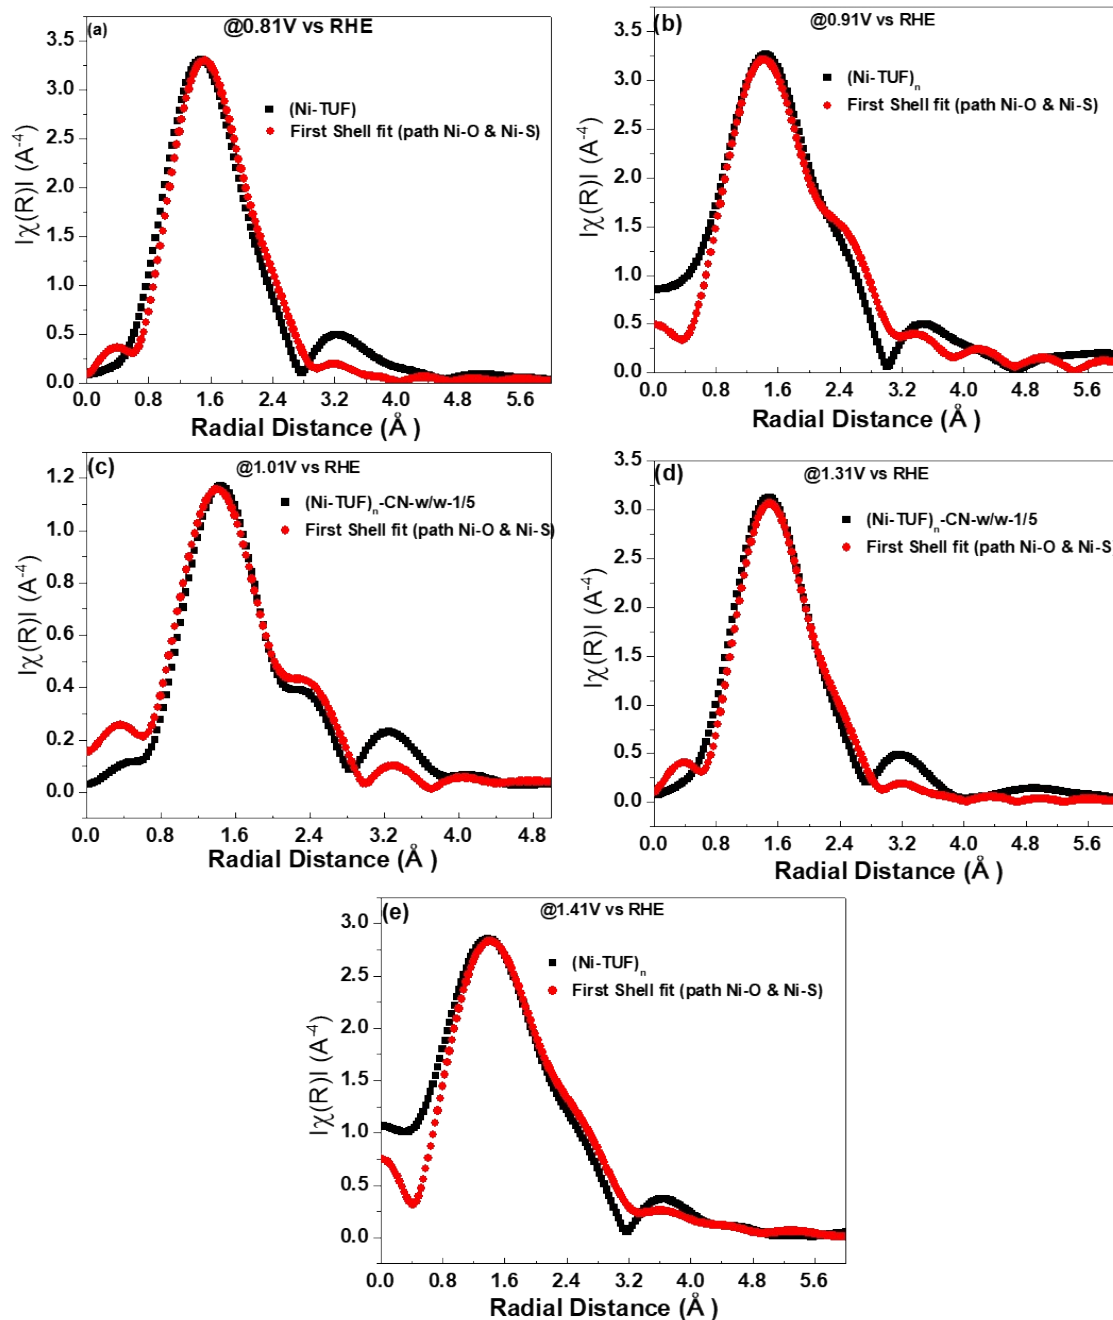 (a)
@0.81V vs RHE
(Ni-TUF)
First Shell fit (path Ni-O & Ni-S)
|χ(R)| (A⁻⁴)
3.5
3.0
2.5
2.0
1.5
1.0
0.5
0.0
0.0 0.8 1.6 2.4 3.2 4.0 4.8 5.6
Radial Distance (Å )
(b)
@0.91V vs RHE
(Ni-TUF)ₙ
First Shell fit (path Ni-O & Ni-S)
|χ(R)| (A⁻⁴)
3.5
3.0
2.5
2.0
1.5
1.0
0.5
0.0
0.0 0.8 1.6 2.4 3.2 4.0 4.8 5.6
Radial Distance (Å )
(c)
@1.01V vs RHE
(Ni-TUF)ₙ-CN-w/w-1/5
First Shell fit (path Ni-O & Ni-S)
|χ(R)| (A⁻⁴)
1.2
1.0
0.8
0.6
0.4
0.2
0.0
0.0 0.8 1.6 2.4 3.2 4.0 4.8
Radial Distance (Å )
(d)
@1.31V vs RHE
(Ni-TUF)ₙ-CN-w/w-1/5
First Shell fit (path Ni-O & Ni-S)
|χ(R)| (A⁻⁴)
3.5
3.0
2.5
2.0
1.5
1.0
0.5
0.0
0.0 0.8 1.6 2.4 3.2 4.0 4.8 5.6
Radial Distance (Å )
(e)
@1.41V vs RHE
(Ni-TUF)ₙ
First Shell fit (path Ni-O & Ni-S)
|χ(R)| (A⁻⁴)
3.0
2.5
2.0
1.5
1.0
0.5
0.0
0.0 0.8 1.6 2.4 3.2 4.0 4.8 5.6
Radial Distance (Å )